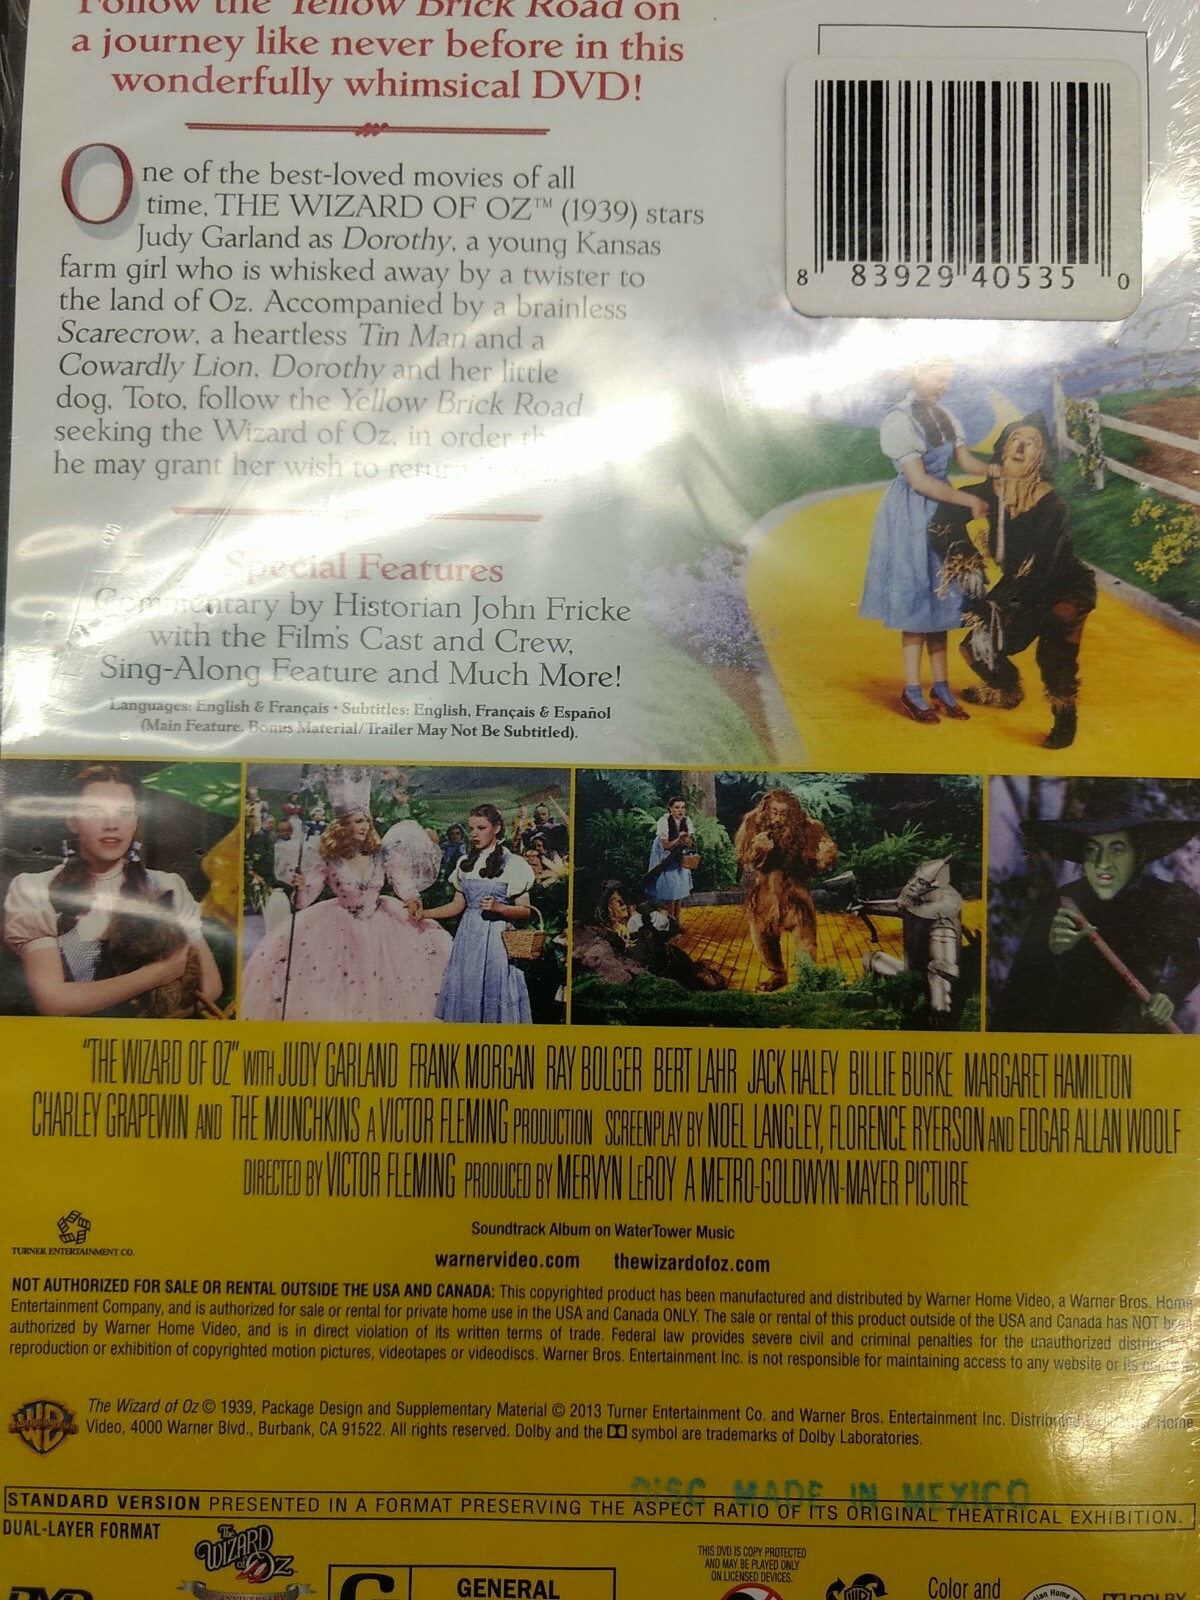 Follow the Yellow Brick Road on
a journey like never before in this
wonderfully whimsical DVD!
One of the best-loved movies of all
time, THE WIZARD OF OZ™ (1939) stars
Judy Garland as Dorothy, a young Kansas
farm girl who is whisked away by a twister to
the land of Oz. Accompanied by a brainless
Scarecrow, a heartless Tin Man and a
Cowardly Lion, Dorothy and her little
dog, Toto, follow the Yellow Brick Road
seeking the Wizard of Oz, in order
he may grant her wish to return
8 83929 40535 0
Special Features
Commentary by Historian John Fricke
with the Film's Cast and Crew,
Sing-Along Feature and Much More!
Languages: English & Français • Subtitles: English, Français & Español
(Main Feature. Bonus Material/Trailer May Not Be Subtitled).
"THE WIZARD OF OZ" WITH JUDY GARLAND FRANK MORGAN RAY BOLGER BERT LAHR JACK HALEY BILLIE BURKE MARGARET HAMILTON
CHARLEY GRAPEWIN AND THE MUNCHKINS A VICTOR FLEMING PRODUCTION SCREENPLAY BY NOEL LANGLEY, FLORENCE RYERSON AND EDGAR ALLAN WOOLF
DIRECTED BY VICTOR FLEMING PRODUCED BY MERVYN LeROY A METRO-GOLDWYN-MAYER PICTURE
TURNER ENTERTAINMENT CO.
Soundtrack Album on WaterTower Music
warnervideo.com thewizardofoz.com
NOT AUTHORIZED FOR SALE OR RENTAL OUTSIDE THE USA AND CANADA: This copyrighted product has been manufactured and distributed by Warner Home Video, a Warner Bros. Home
Entertainment Company, and is authorized for sale or rental for private home use in the USA and Canada ONLY. The sale or rental of this product outside of the USA and Canada has NOT been
authorized by Warner Home Video, and is in direct violation of its written terms of trade. Federal law provides severe civil and criminal penalties for the unauthorized
reproduction or exhibition of copyrighted motion pictures, videotapes or videodiscs. Warner Bros. Entertainment Inc. is not responsible for maintaining access to any website or its
The Wizard of Oz © 1939, Package Design and Supplementary Material © 2013 Turner Entertainment Co. and Warner Bros. Entertainment Inc. Distributed Home
Video, 4000 Warner Blvd., Burbank, CA 91522. All rights reserved. Dolby and the symbol are trademarks of Dolby Laboratories.
DISC MADE IN MEXICO
STANDARD VERSION PRESENTED IN A FORMAT PRESERVING THE ASPECT RATIO OF ITS ORIGINAL THEATRICAL EXHIBITION.
DUAL-LAYER FORMAT
The WIZARD of OZ
ANNIVERSARY
DVD
G GENERAL
THIS DVD IS COPY PROTECTED
AND MAY BE PLAYED ONLY
ON LICENSED DEVICES.
Color and
DOLBY